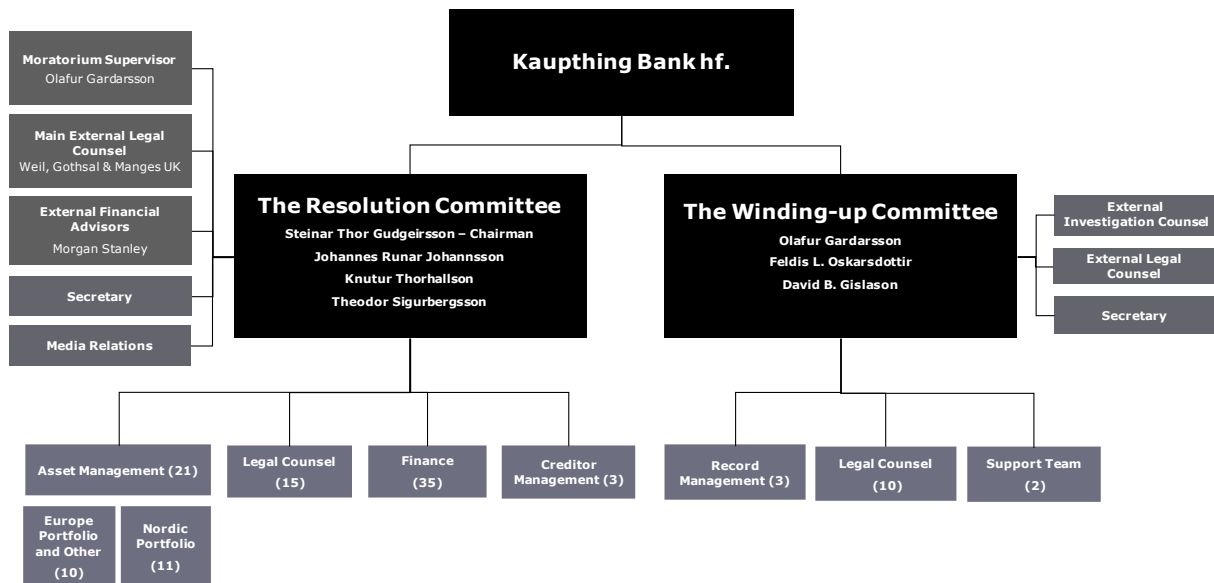 Kaupthing Bank hf.
Moratorium Supervisor
Olafur Gardarsson
Main External Legal
Counsel
Weil, Gothsal & Manges UK
External Financial
Advisors
Morgan Stanley
Secretary
Media Relations
The Resolution Committee
Steinar Thor Gudgeirsson – Chairman
Johannes Runar Johannsson
Knutur Thorhallson
Theodor Sigurbergsson
The Winding-up Committee
Olafur Gardarsson
Feldis L. Oskarsdottir
David B. Gislason
External
Investigation Counsel
External Legal
Counsel
Secretary
Asset Management (21)
Legal Counsel
(15)
Finance
(35)
Creditor
Management (3)
Record
Management (3)
Legal Counsel
(10)
Support Team
(2)
Europe
Portfolio
and Other
(10)
Nordic
Portfolio
(11)